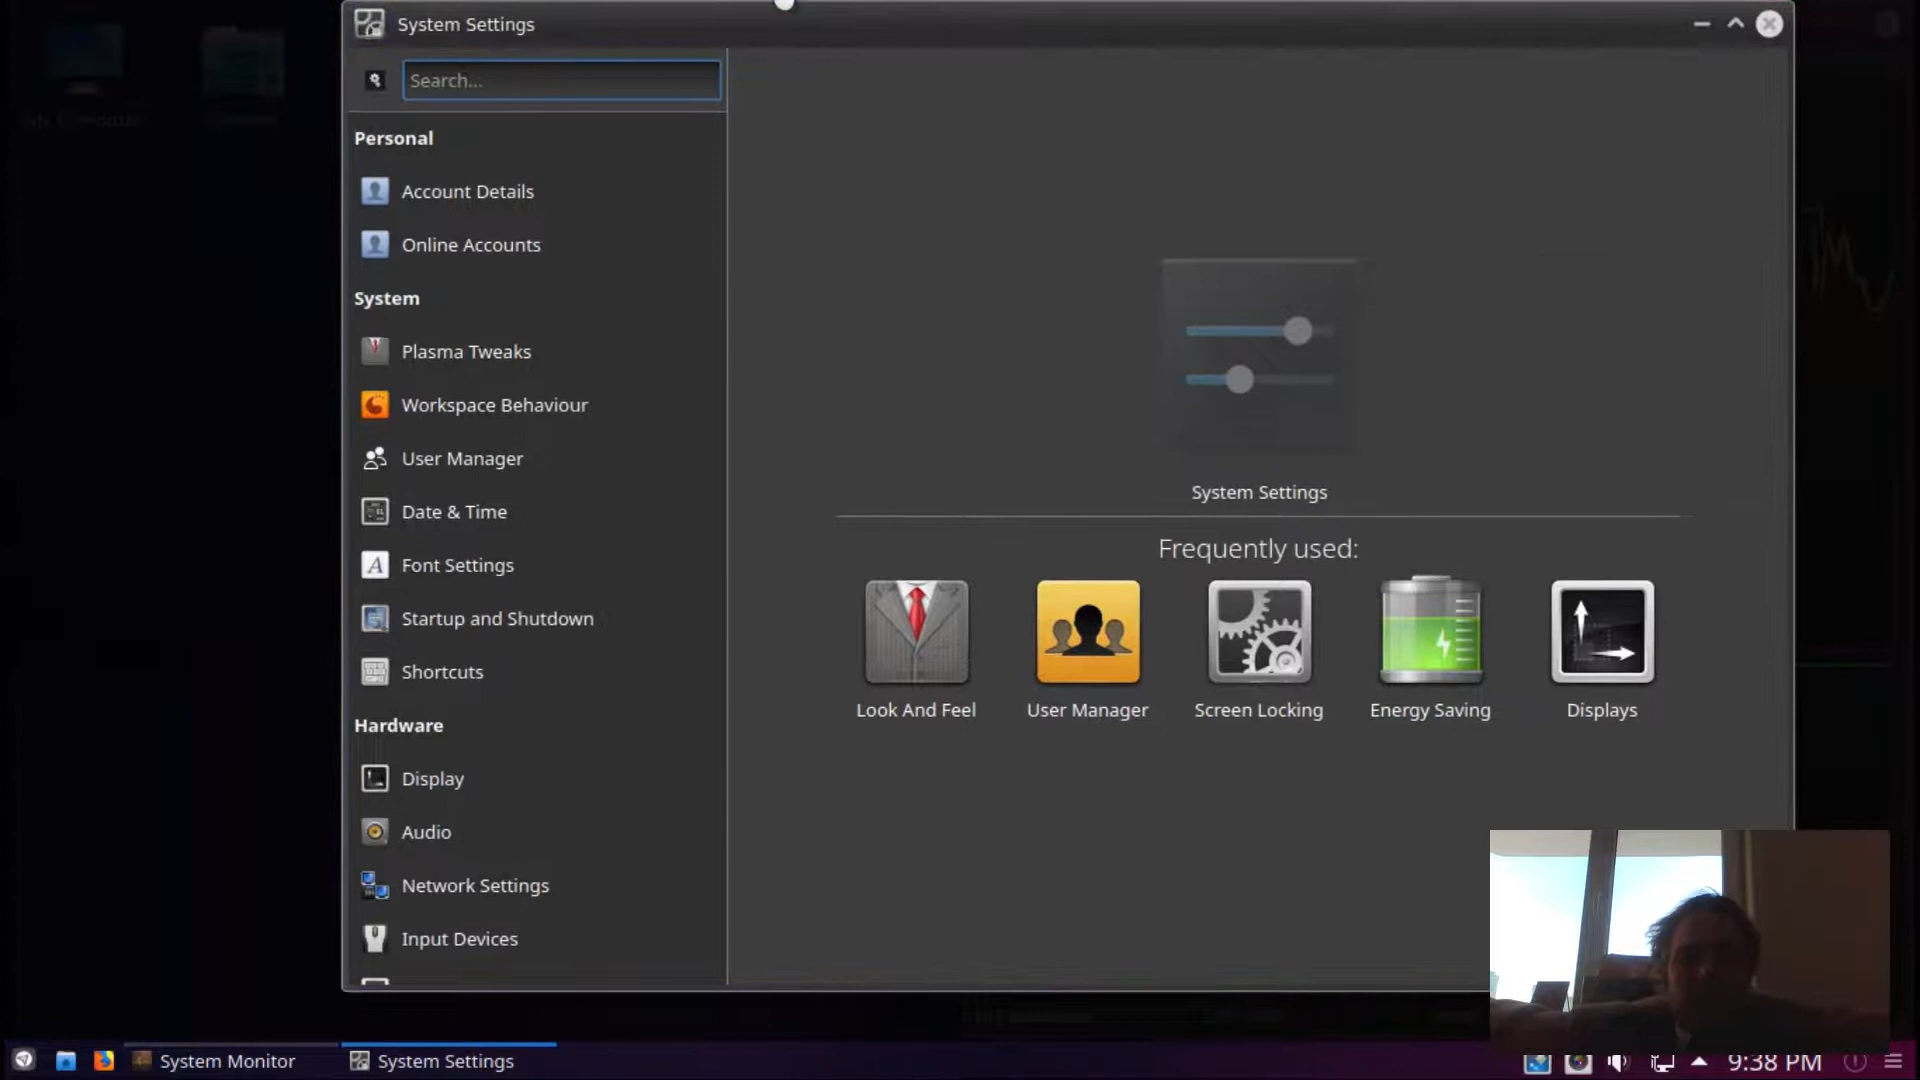 System Settings
Search...
Personal
Account Details
Online Accounts
System
Plasma Tweaks
Workspace Behaviour
User Manager
Date & Time
Font Settings
Startup and Shutdown
Shortcuts
Hardware
Display
Audio
Network Settings
Input Devices
System Settings
Frequently used:
Look And Feel
User Manager
Screen Locking
Energy Saving
Displays
System Monitor
System Settings
9:38 PM